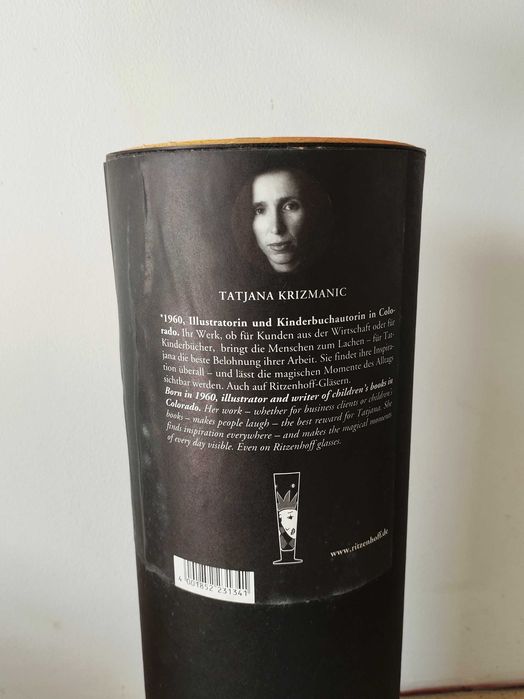 TATJANA KRIZMANIC
*1960, Illustratorin und Kinderbuchautorin in Colo-
rado. Ihr Werk, ob für Kunden aus der Wirtschaft oder für
Kinderbücher, bringt die Menschen zum Lachen – für Tat-
jana die beste Belohnung ihrer Arbeit. Sie findet ihre Inspira-
tion überall – und lässt die magischen Momente des Alltags
sichtbar werden. Auch auf Ritzenhoff-Gläsern.
Born in 1960, illustrator and writer of children's books in
Colorado. Her work – whether for business clients or children's
books – makes people laugh – the best reward for Tatjana. She
finds inspiration everywhere – and makes the magical moments
of every day visible. Even on Ritzenhoff glasses.
www.ritzenhoff.de
4 001852 231341